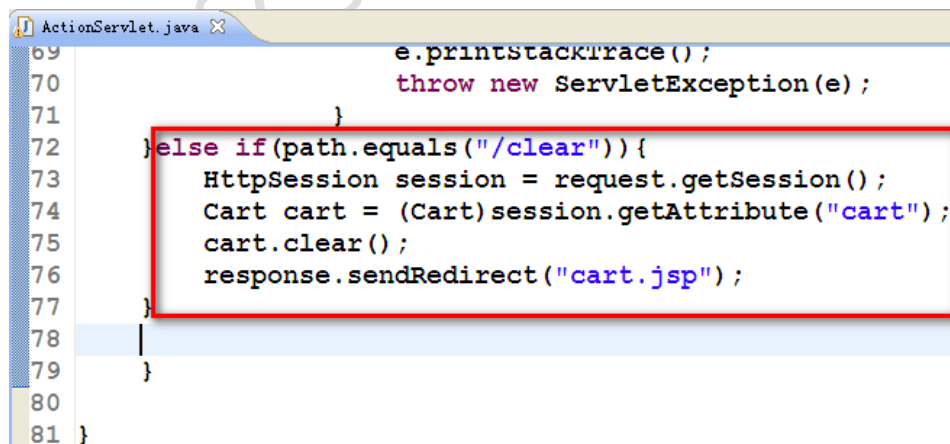 ActionServlet.java
69 e.printStackTrace();
70 throw new ServletException(e);
71 }
72 }else if(path.equals("/clear")){
73 HttpSession session = request.getSession();
74 Cart cart = (Cart)session.getAttribute("cart");
75 cart.clear();
76 response.sendRedirect("cart.jsp");
77 }
78
79 }
80
81 }